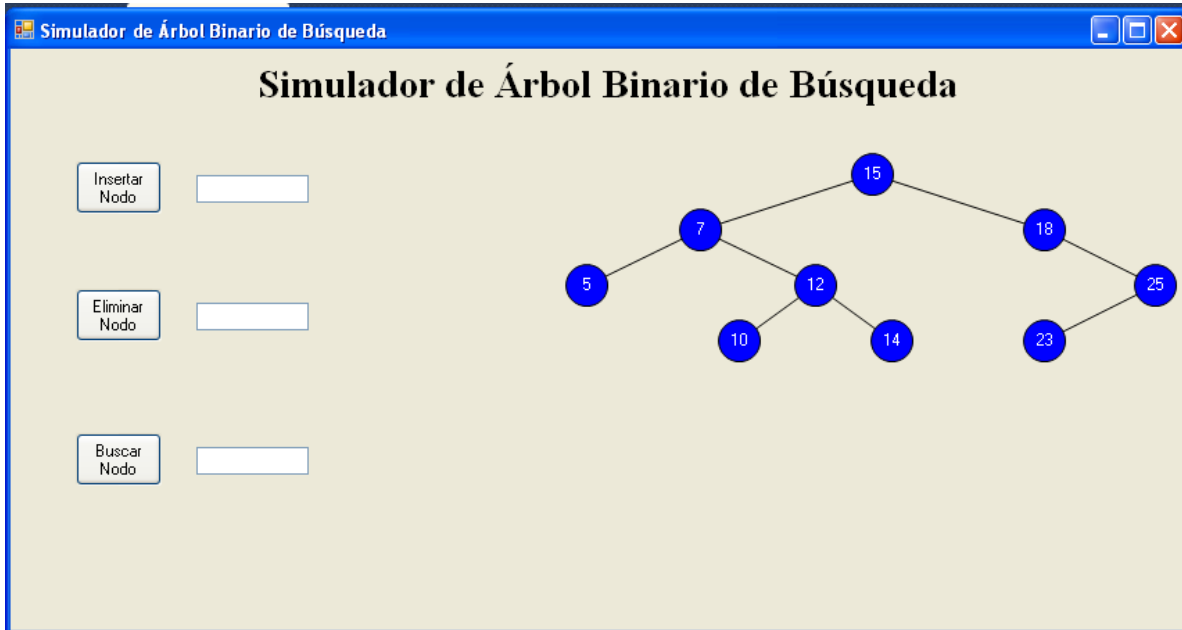 Simulador de Árbol Binario de Búsqueda
Simulador de Árbol Binario de Búsqueda
Insertar
Nodo
Eliminar
Nodo
Buscar
Nodo
15
7
18
5
12
25
10
14
23